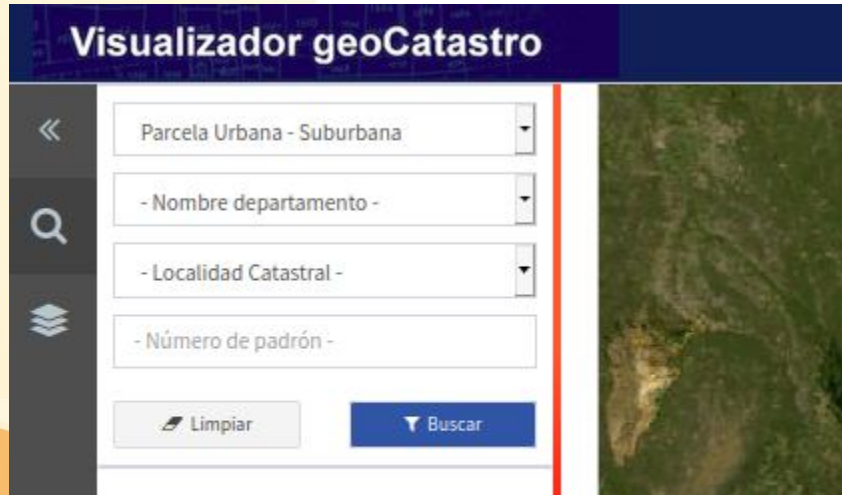 Visualizador geoCatastro
Parcela Urbana - Suburbana
- Nombre departamento -
- Localidad Catastral -
- Número de padrón -
Limpiar
Buscar